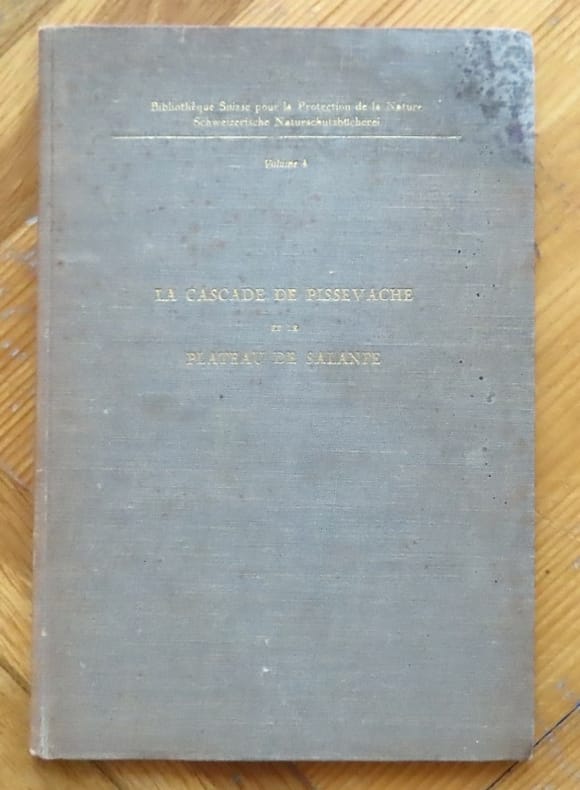 Bibliothèque Suisse pour la Protection de la Nature
Schweizerische Naturschutzbücherei
Volume 4
LA CASCADE DE PISSEVACHE
ET LE
PLATEAU DE SALANFE